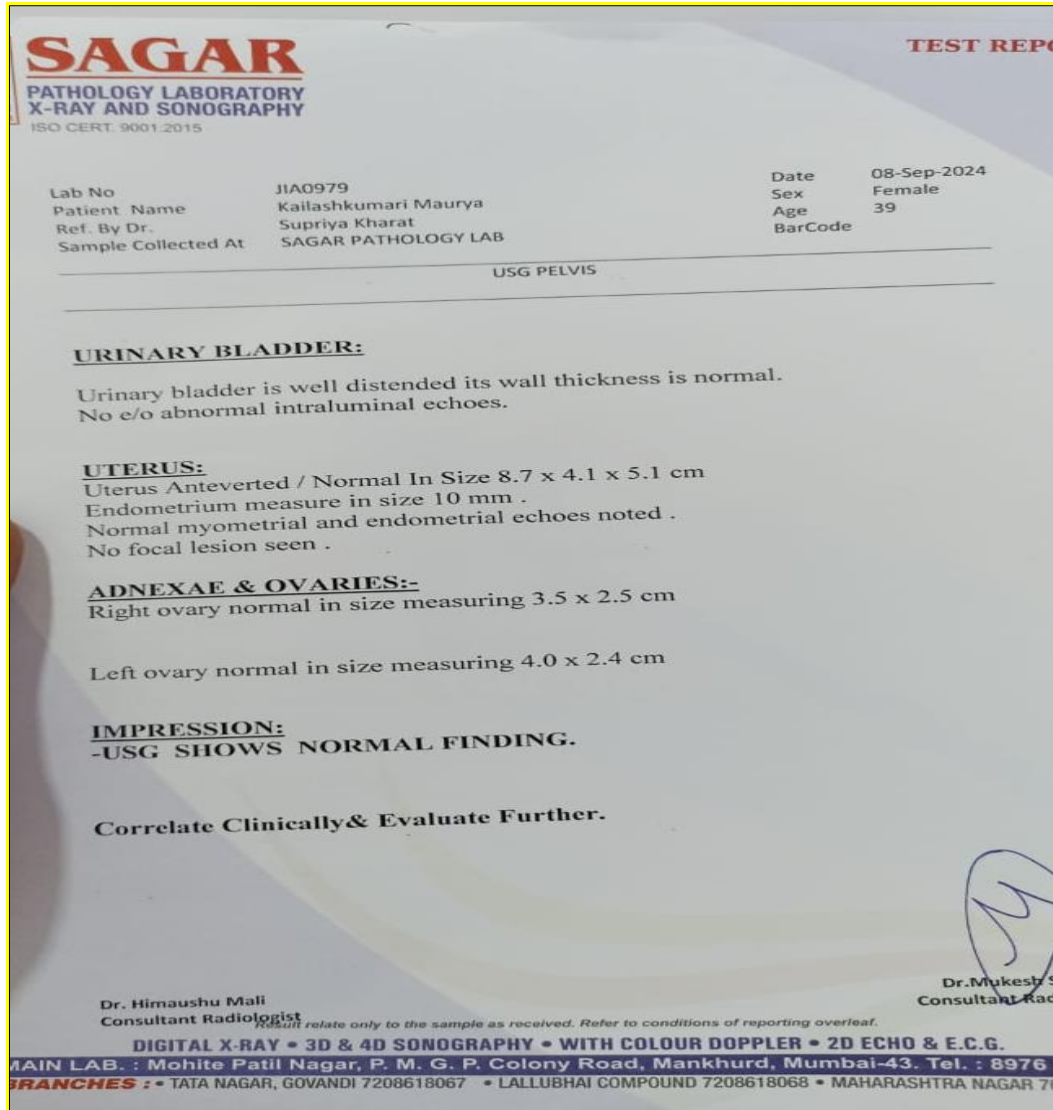 SAGAR
TEST REPO
PATHOLOGY LABORATORY
X-RAY AND SONOGRAPHY
ISO CERT. 9001:2015
Lab No JIA0979 Date 08-Sep-2024
Patient Name Kailashkumari Maurya Sex Female
Ref. By Dr. Supriya Kharat Age 39
Sample Collected At SAGAR PATHOLOGY LAB BarCode
USG PELVIS
URINARY BLADDER:
Urinary bladder is well distended its wall thickness is normal.
No e/o abnormal intraluminal echoes.
UTERUS:
Uterus Anteverted / Normal In Size 8.7 x 4.1 x 5.1 cm
Endometrium measure in size 10 mm .
Normal myometrial and endometrial echoes noted .
No focal lesion seen .
ADNEXAE & OVARIES:-
Right ovary normal in size measuring 3.5 x 2.5 cm
Left ovary normal in size measuring 4.0 x 2.4 cm
IMPRESSION:
-USG SHOWS NORMAL FINDING.
Correlate Clinically& Evaluate Further.
Dr. Himaushu Mali Dr.Mukesh S
Consultant Radiologist Consultant Rad
Result relate only to the sample as received. Refer to conditions of reporting overleaf.
DIGITAL X-RAY • 3D & 4D SONOGRAPHY • WITH COLOUR DOPPLER • 2D ECHO & E.C.G.
MAIN LAB. : Mohite Patil Nagar, P. M. G. P. Colony Road, Mankhurd, Mumbai-43. Tel. : 8976
BRANCHES : • TATA NAGAR, GOVANDI 7208618067 • LALLUBHAI COMPOUND 7208618068 • MAHARASHTRA NAGAR 76